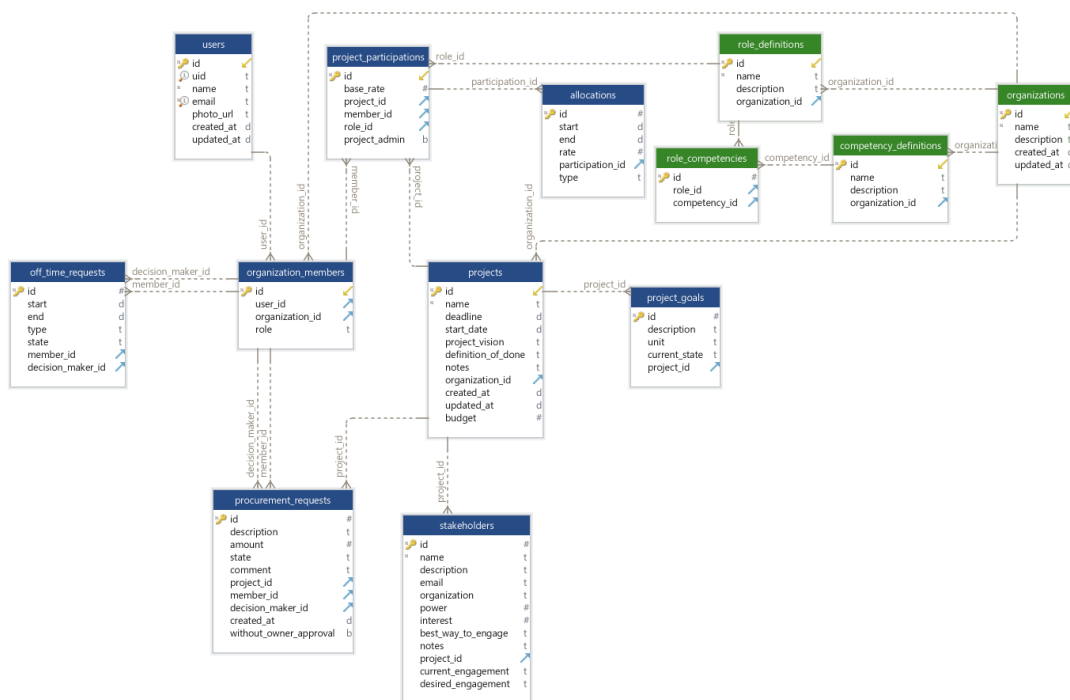 users
id
uid t
name t
email t
photo_url t
created_at d
updated_at d
project_participations
id
base_rate #
project_id
member_id
role_id
project_admin b
role_id
participation_id
allocations
id #
start d
end d
rate #
participation_id
type t
role_definitions
id
name t
description t
organization_id
organization_id
organizations
id
name t
description t
created_at
updated_at
role_competencies
id #
role_id
competency_id
competency_id
competency_definitions
id
name t
description t
organization_id
user_id
organization_id
member_id
project_id
organization_id
off_time_requests
id #
start d
end d
type t
state t
member_id
decision_maker_id
decision_maker_id
member_id
organization_members
id
user_id
organization_id
role t
projects
id
name t
deadline d
start_date d
project_vision t
definition_of_done t
notes t
organization_id
created_at d
updated_at d
budget #
project_id
project_goals
id #
description t
unit t
current_state t
project_id
decision_maker_id
member_id
project_id
project_id
procurement_requests
id #
description t
amount #
state t
comment t
project_id
member_id
decision_maker_id
created_at d
without_owner_approval b
stakeholders
id #
name t
description t
email t
organization t
power #
interest #
best_way_to_engage t
notes t
project_id
current_engagement t
desired_engagement t